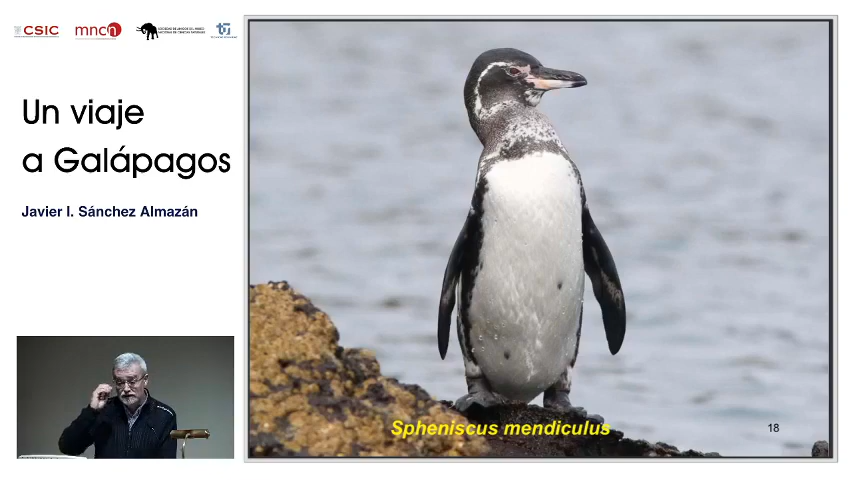 CSIC
mncn
Un viaje
a Galápagos
Javier I. Sánchez Almazán
Spheniscus mendiculus
18